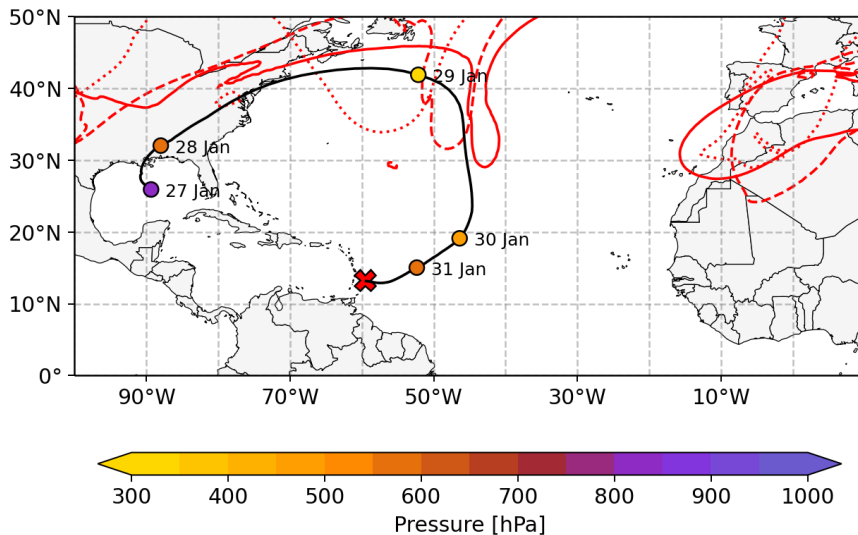 50°N
40°N
30°N
20°N
10°N
0°
29 Jan
28 Jan
27 Jan
30 Jan
31 Jan
90°W
70°W
50°W
30°W
10°W
300
400
500
600
700
800
900
1000
Pressure [hPa]